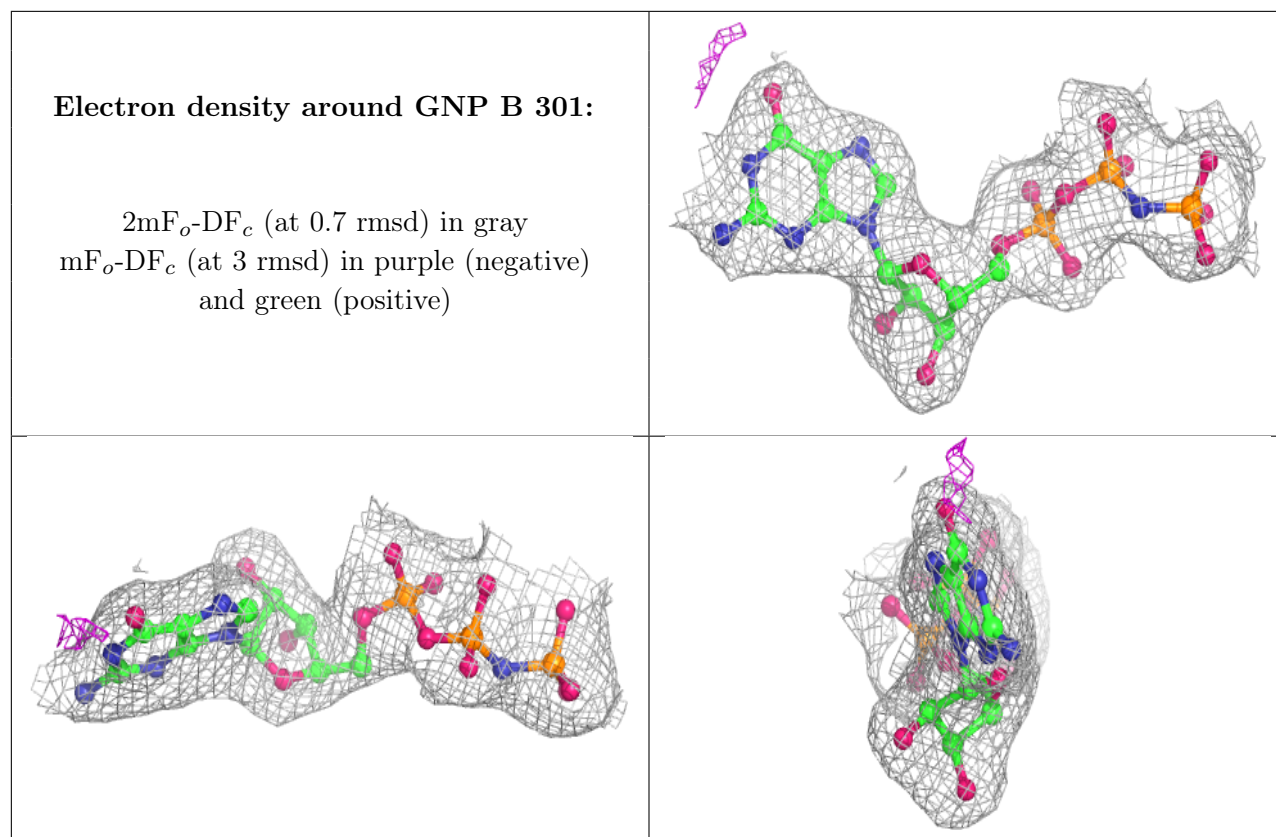 Electron density around GNP B 301:
2mFo-DFc (at 0.7 rmsd) in gray
mFo-DFc (at 3 rmsd) in purple (negative)
and green (positive)